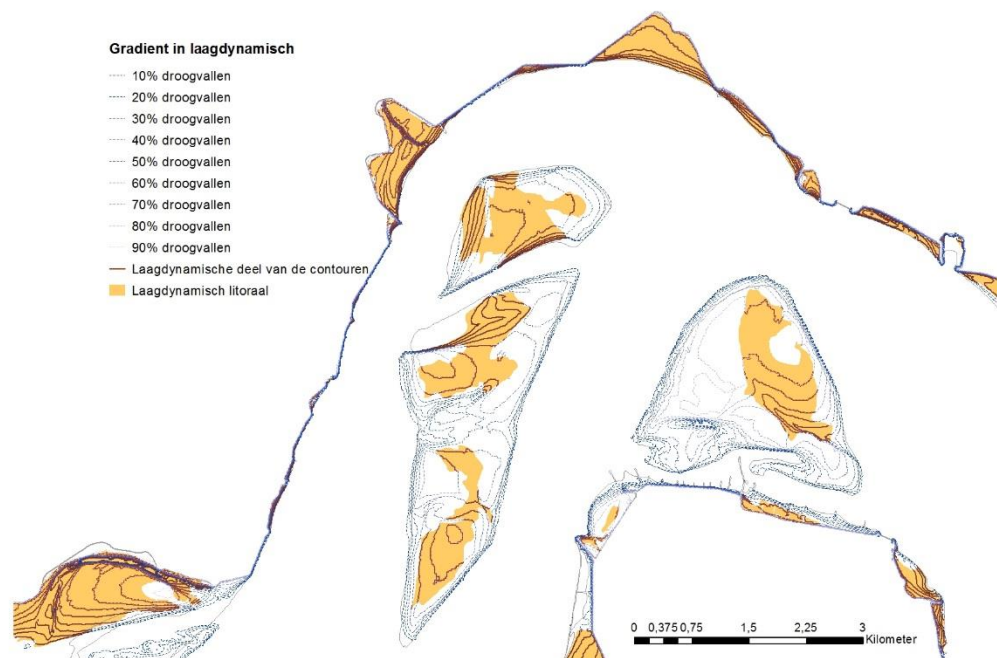 Gradient in laagdynamisch
10% droogvallen
20% droogvallen
30% droogvallen
40% droogvallen
50% droogvallen
60% droogvallen
70% droogvallen
80% droogvallen
90% droogvallen
Laagdynamische deel van de contouren
Laagdynamisch litoraal
0 0,375 0,75 1,5 2,25 3
Kilometer